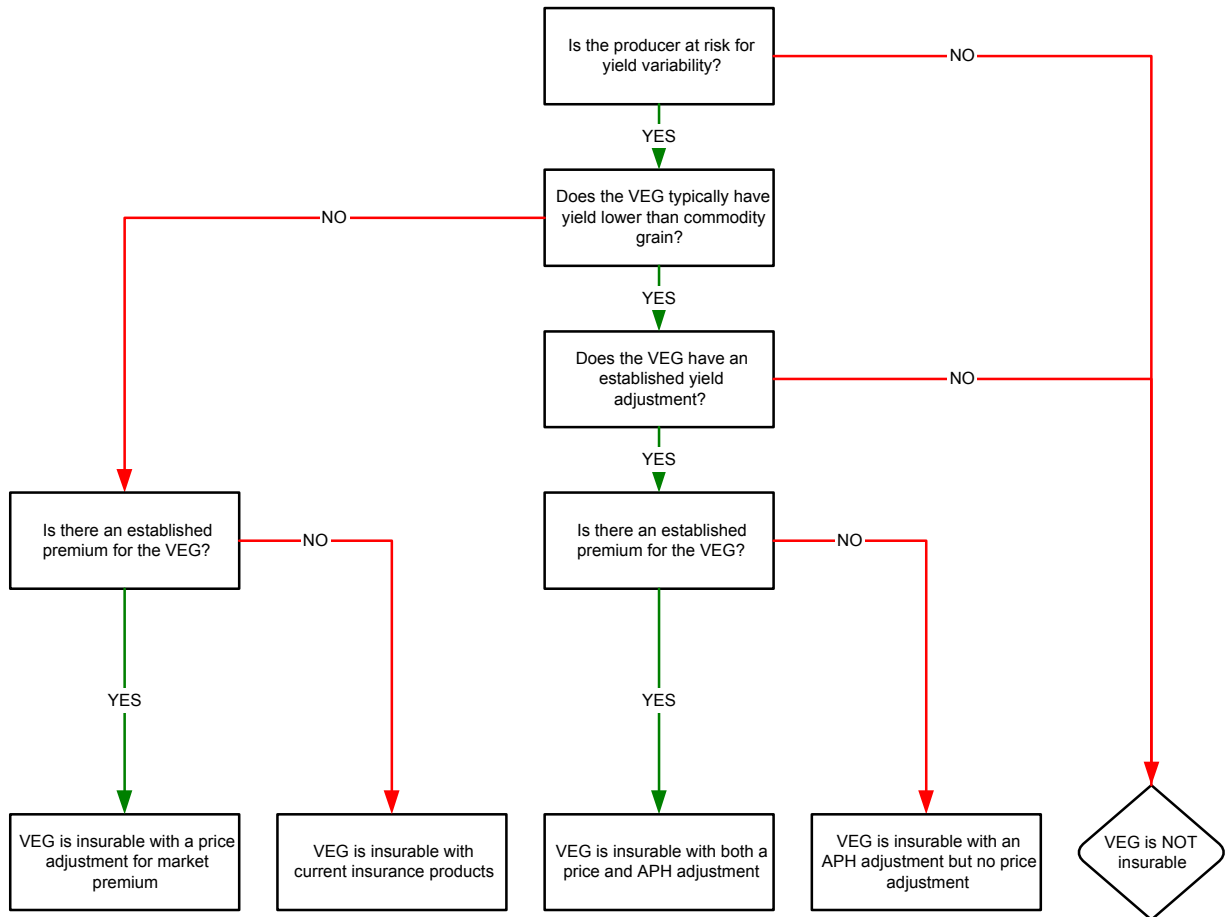 Is the producer at risk for
yield variability?
NO
YES
Does the VEG typically have
yield lower than commodity
grain?
NO
YES
Does the VEG have an
established yield
adjustment?
NO
YES
Is there an established
premium for the VEG?
NO
Is there an established
premium for the VEG?
NO
YES
YES
VEG is insurable with a price
adjustment for market
premium
VEG is insurable with
current insurance products
VEG is insurable with both a
price and APH adjustment
VEG is insurable with an
APH adjustment but no price
adjustment
VEG is NOT
insurable